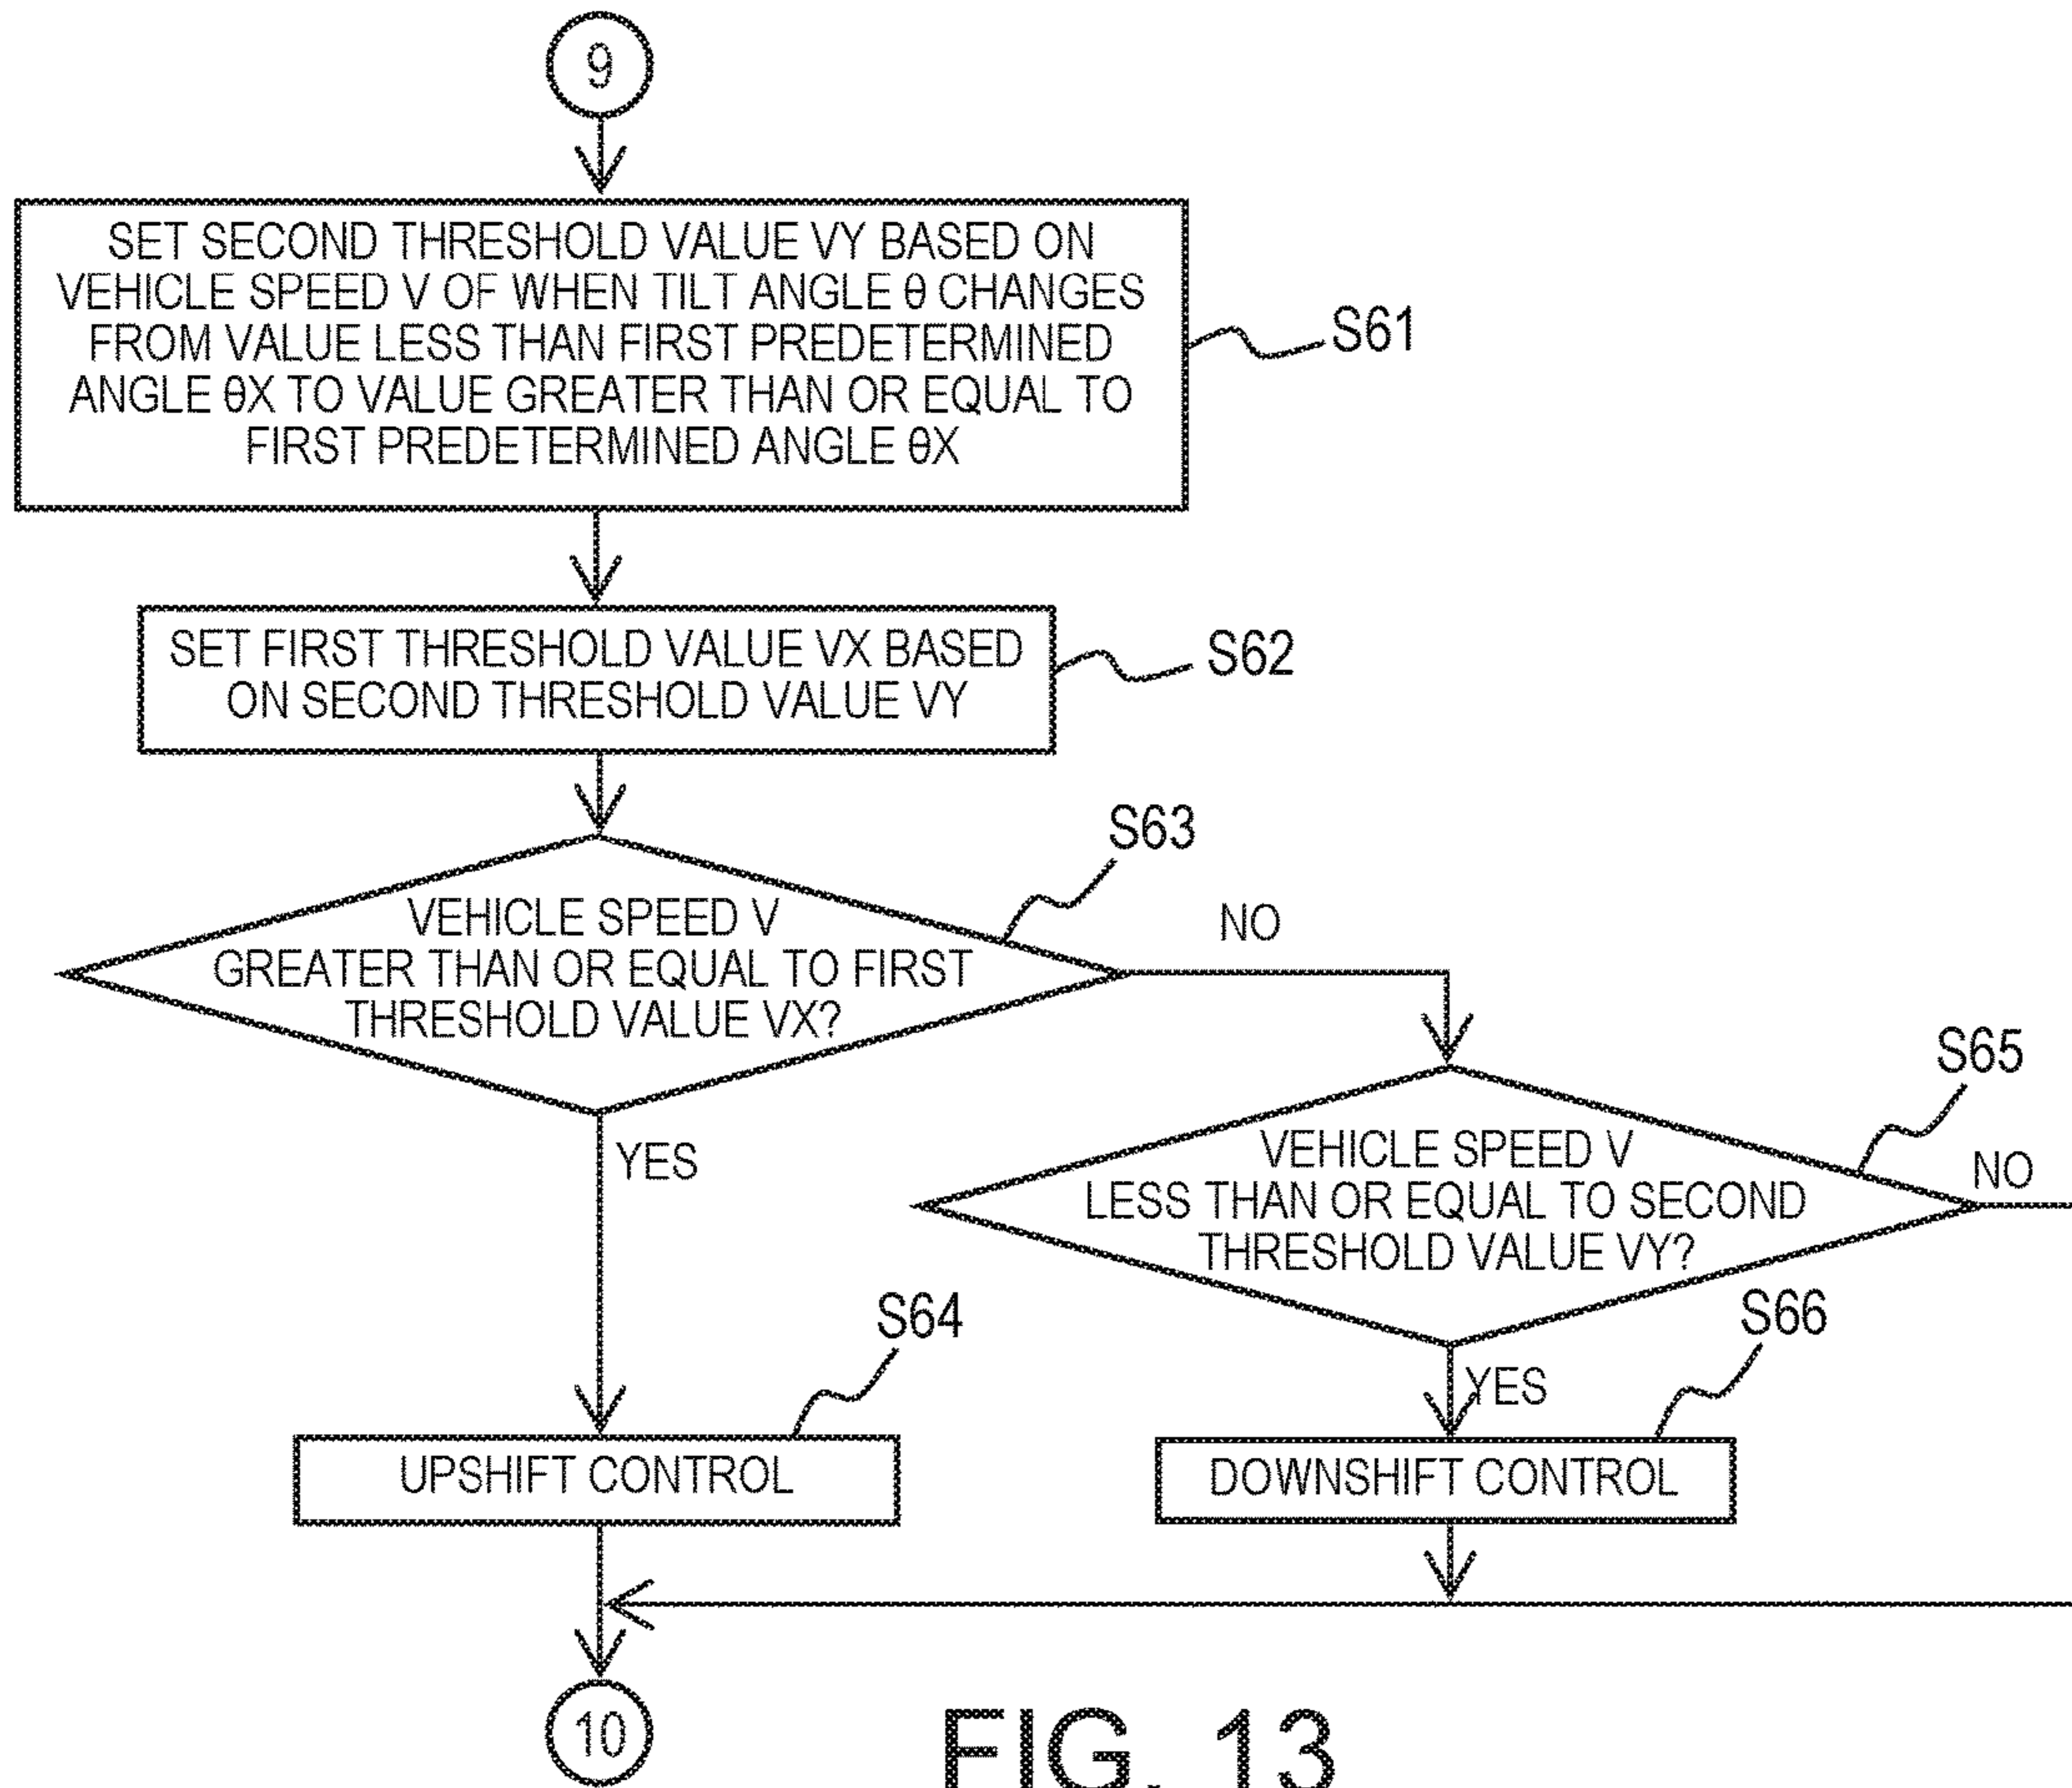 9
SET SECOND THRESHOLD VALUE VY BASED ON
VEHICLE SPEED V OF WHEN TILT ANGLE θ CHANGES
FROM VALUE LESS THAN FIRST PREDETERMINED
ANGLE θX TO VALUE GREATER THAN OR EQUAL TO
FIRST PREDETERMINED ANGLE θX
S61
SET FIRST THRESHOLD VALUE VX BASED
ON SECOND THRESHOLD VALUE VY
S62
S63
VEHICLE SPEED V
GREATER THAN OR EQUAL TO FIRST
THRESHOLD VALUE VX?
NO
YES
S65
VEHICLE SPEED V
LESS THAN OR EQUAL TO SECOND
THRESHOLD VALUE VY?
NO
YES
S64
UPSHIFT CONTROL
S66
DOWNSHIFT CONTROL
10
FIG. 13